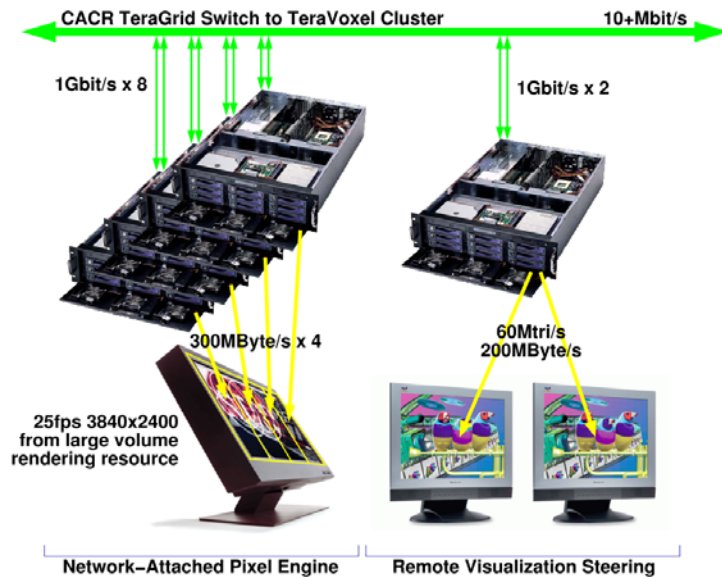 CACR TeraGrid Switch to TeraVoxel Cluster
10+Mbit/s
1Gbit/s x 8
1Gbit/s x 2
300MByte/s x 4
60Mtri/s
200MByte/s
25fps 3840x2400
from large volume
rendering resource
Network–Attached Pixel Engine
Remote Visualization Steering